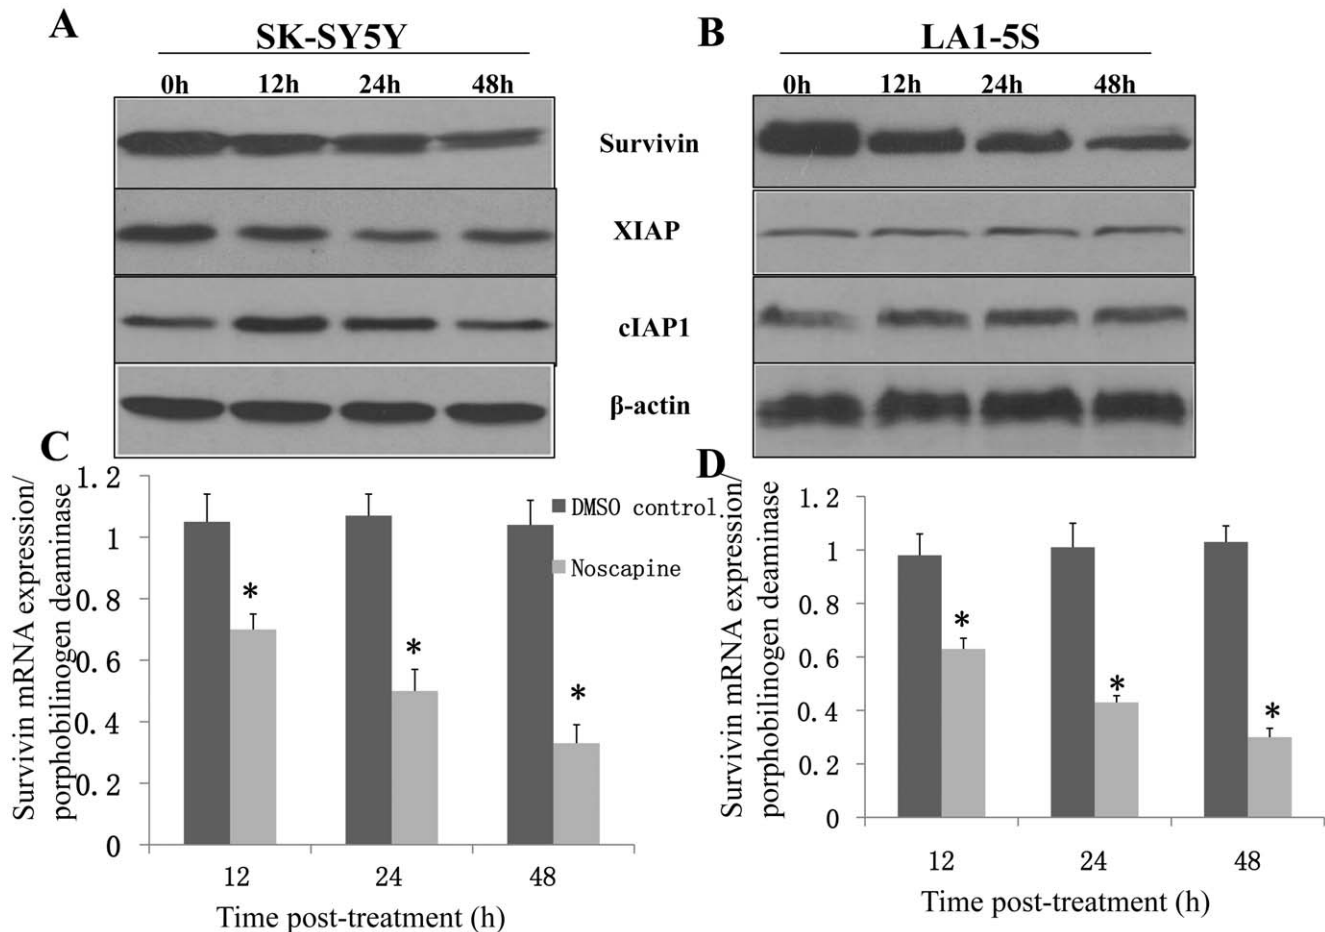 A
SK-SY5Y
0h 12h 24h 48h
B
LA1-5S
0h 12h 24h 48h
Survivin
XIAP
cIAP1
β-actin
C
Survivin mRNA expression/
porphobilinogen deaminase
1.2
1
0.8
0.6
0.4
0.2
0
DMSO control
Noscapine
*
*
*
12 24 48
Time post-treatment (h)
D
Survivin mRNA expression/
porphobilinogen deaminase
1.2
1
0.8
0.6
0.4
0.2
0
*
*
*
12 24 48
Time post-treatment (h)